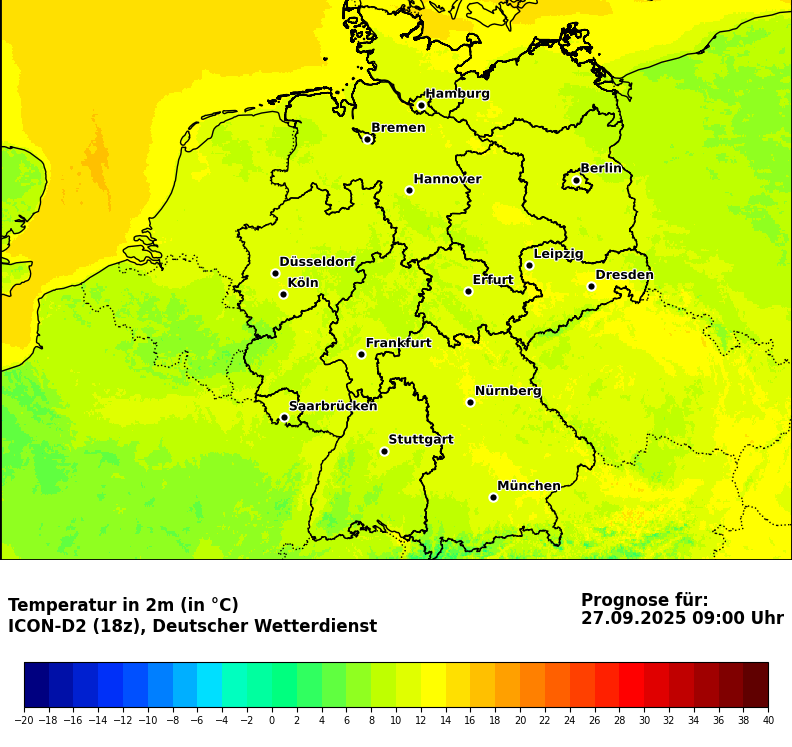 Hamburg
Bremen
Berlin
Hannover
Leipzig
Düsseldorf
Dresden
Köln
Erfurt
Frankfurt
Nürnberg
Saarbrücken
Stuttgart
München
Temperatur in 2m (in °C)
ICON-D2 (18z), Deutscher Wetterdienst
Prognose für:
27.09.2025 09:00 Uhr
−20 −18 −16 −14 −12 −10 −8 −6 −4 −2 0 2 4 6 8 10 12 14 16 18 20 22 24 26 28 30 32 34 36 38 40